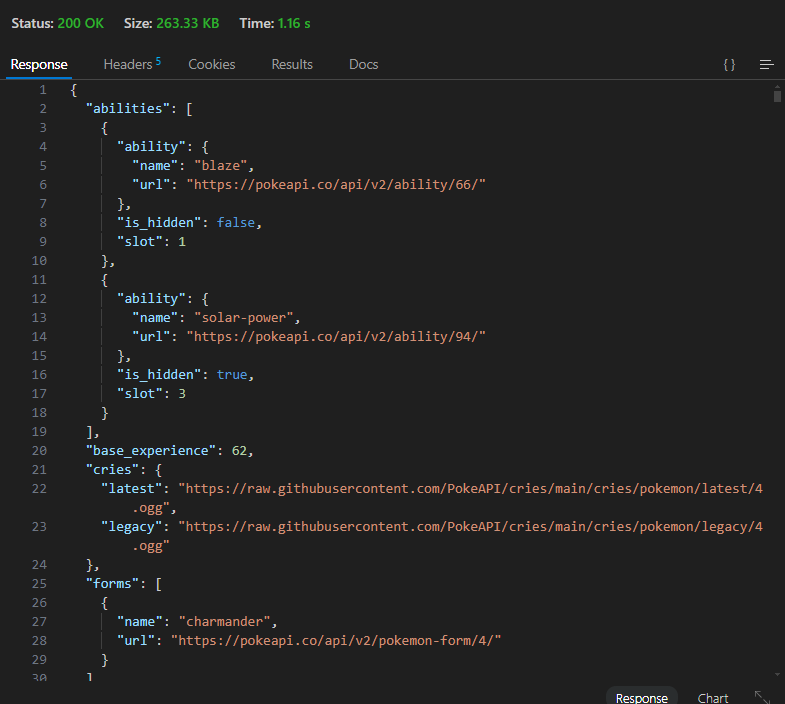 Status: 200 OK Size: 263.33 KB Time: 1.16 s
Response Headers 5 Cookies Results Docs { }
1 {
2 "abilities": [
3 {
4 "ability": {
5 "name": "blaze",
6 "url": "https://pokeapi.co/api/v2/ability/66/"
7 },
8 "is_hidden": false,
9 "slot": 1
10 },
11 {
12 "ability": {
13 "name": "solar-power",
14 "url": "https://pokeapi.co/api/v2/ability/94/"
15 },
16 "is_hidden": true,
17 "slot": 3
18 }
19 ],
20 "base_experience": 62,
21 "cries": {
22 "latest": "https://raw.githubusercontent.com/PokeAPI/cries/main/cries/pokemon/latest/4
.ogg",
23 "legacy": "https://raw.githubusercontent.com/PokeAPI/cries/main/cries/pokemon/legacy/4
.ogg"
24 },
25 "forms": [
26 {
27 "name": "charmander",
28 "url": "https://pokeapi.co/api/v2/pokemon-form/4/"
29 }
30 ]
Response Chart